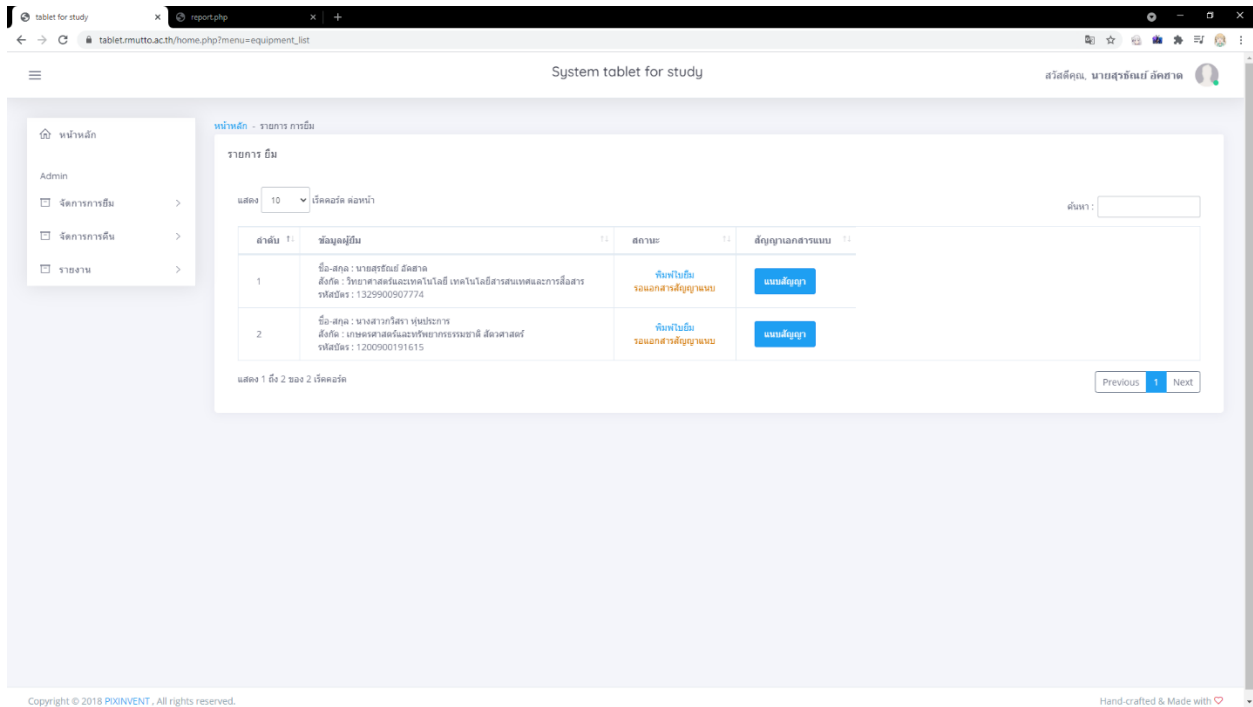 tablet for study
report.php
tablet.rmutto.ac.th/home.php?menu=equipment_list
System tablet for study
สวัสดีคุณ, นายสุรธัณย์ อัคฮาด
หน้าหลัก
Admin
จัดการการยืม
จัดการการคืน
รายงาน
หน้าหลัก - รายการ การยืม
รายการ ยืม
แสดง 10 เร็คคอร์ด ต่อหน้า
ค้นหา :
ลำดับ ข้อมูลผู้ยืม สถานะ สัญญาเอกสารแนบ
1
ชื่อ-สกุล : นายสุรธัณย์ อัคฮาด
สังกัด : วิทยาศาสตร์และเทคโนโลยี เทคโนโลยีสารสนเทศและการสื่อสาร
รหัสบัตร : 1329900907774
พิมพ์ใบยืม
รอเอกสารสัญญาแนบ
แนบสัญญา
2
ชื่อ-สกุล : นางสาวกวิสรา หุ่นประการ
สังกัด : เกษตรศาสตร์และทรัพยากรธรรมชาติ สัตวศาสตร์
รหัสบัตร : 1200900191615
พิมพ์ใบยืม
รอเอกสารสัญญาแนบ
แนบสัญญา
แสดง 1 ถึง 2 ของ 2 เร็คคอร์ด
Previous 1 Next
Copyright © 2018 PIXINVENT , All rights reserved.
Hand-crafted & Made with